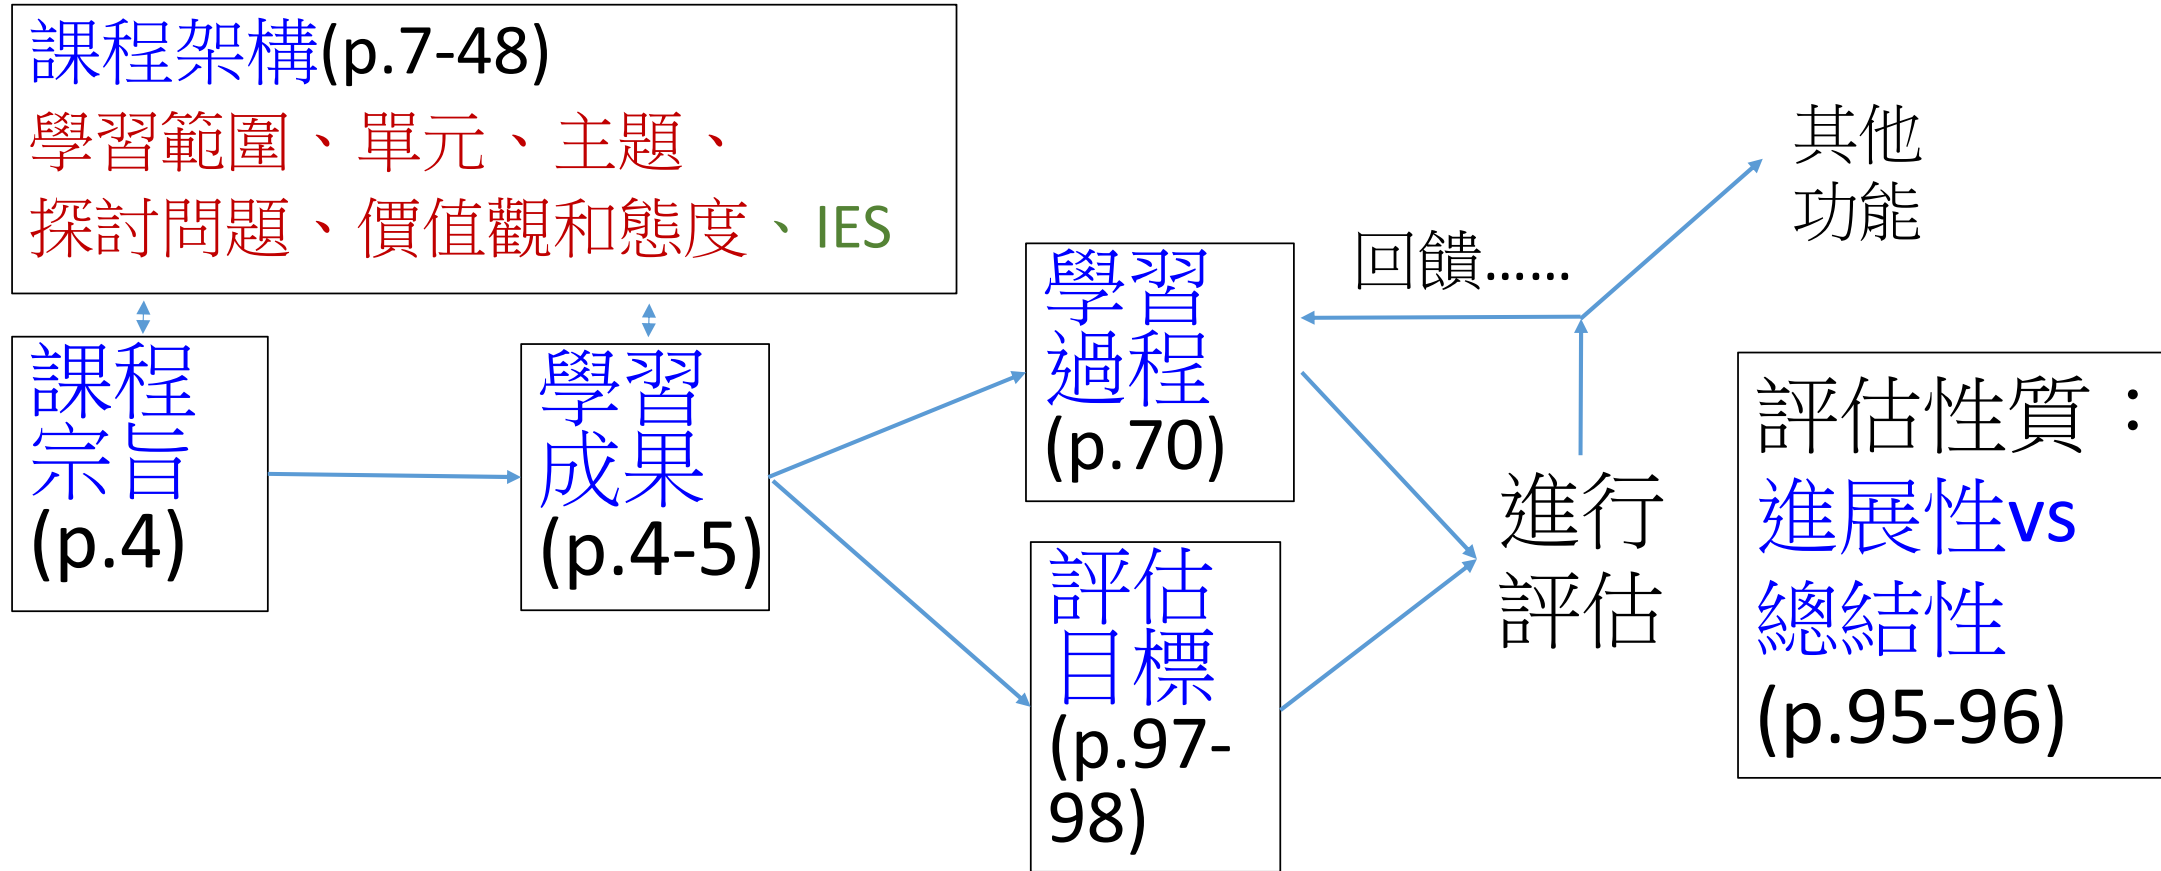 課程架構(p.7-48)
學習範圍、單元、主題、
探討問題、價值觀和態度、IES
課程
宗旨
(p.4)
學習
成果
(p.4-5)
學習
過程
(p.70)
評估
目標
(p.97-
98)
回饋……
其他
功能
進行
評估
評估性質：
進展性vs
總結性
(p.95-96)